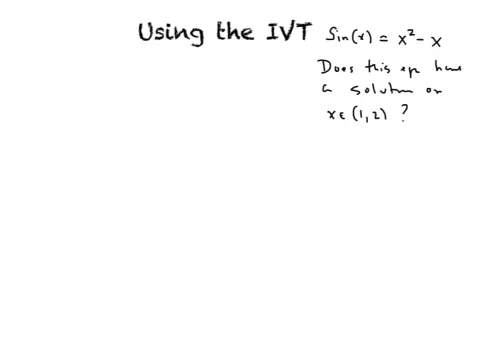 Using the IVT
Sin(x) = x² - x
Does this eqn have
a solution on
x ∈ (1,2) ?